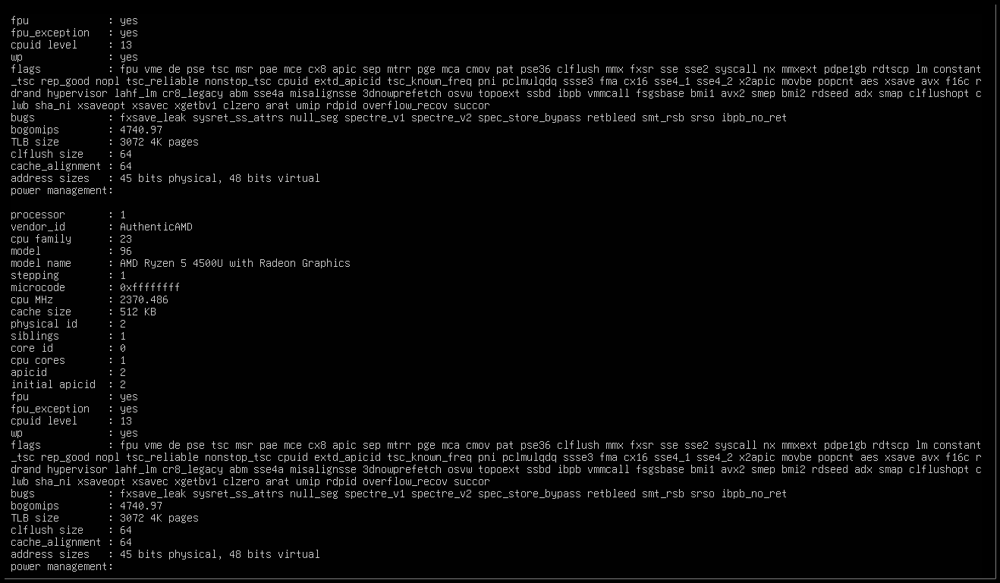 fpu             : yes
fpu_exception   : yes
cpuid level     : 13
wp              : yes
flags           : fpu vme de pse tsc msr pae mce cx8 apic sep mtrr pge mca cmov pat pse36 clflush mmx fxsr sse sse2 syscall nx mmxext pdpe1gb rdtscp lm constant
_tsc rep_good nopl tsc_reliable nonstop_tsc cpuid extd_apicid tsc_known_freq pni pclmulqdq ssse3 fma cx16 sse4_1 sse4_2 x2apic movbe popcnt aes xsave avx f16c r
drand hypervisor lahf_lm cr8_legacy abm sse4a misalignsse 3dnowprefetch osvw topoext ssbd ibpb vmmcall fsgsbase bmi1 avx2 smep bmi2 rdseed adx smap clflushopt c
lwb sha_ni xsaveopt xsavec xgetbv1 clzero arat umip rdpid overflow_recov succor
bugs            : fxsave_leak sysret_ss_attrs null_seg spectre_v1 spectre_v2 spec_store_bypass retbleed smt_rsb srso ibpb_no_ret
bogomips        : 4740.97
TLB size        : 3072 4K pages
clflush size    : 64
cache_alignment : 64
address sizes   : 45 bits physical, 48 bits virtual
power management:

processor       : 1
vendor_id       : AuthenticAMD
cpu family      : 23
model           : 96
model name      : AMD Ryzen 5 4500U with Radeon Graphics
stepping        : 1
microcode       : 0xffffffff
cpu MHz         : 2370.486
cache size      : 512 KB
physical id     : 2
siblings        : 1
core id         : 0
cpu cores       : 1
apicid          : 2
initial apicid  : 2
fpu             : yes
fpu_exception   : yes
cpuid level     : 13
wp              : yes
flags           : fpu vme de pse tsc msr pae mce cx8 apic sep mtrr pge mca cmov pat pse36 clflush mmx fxsr sse sse2 syscall nx mmxext pdpe1gb rdtscp lm constant
_tsc rep_good nopl tsc_reliable nonstop_tsc cpuid extd_apicid tsc_known_freq pni pclmulqdq ssse3 fma cx16 sse4_1 sse4_2 x2apic movbe popcnt aes xsave avx f16c r
drand hypervisor lahf_lm cr8_legacy abm sse4a misalignsse 3dnowprefetch osvw topoext ssbd ibpb vmmcall fsgsbase bmi1 avx2 smep bmi2 rdseed adx smap clflushopt c
lwb sha_ni xsaveopt xsavec xgetbv1 clzero arat umip rdpid overflow_recov succor
bugs            : fxsave_leak sysret_ss_attrs null_seg spectre_v1 spectre_v2 spec_store_bypass retbleed smt_rsb srso ibpb_no_ret
bogomips        : 4740.97
TLB size        : 3072 4K pages
clflush size    : 64
cache_alignment : 64
address sizes   : 45 bits physical, 48 bits virtual
power management: